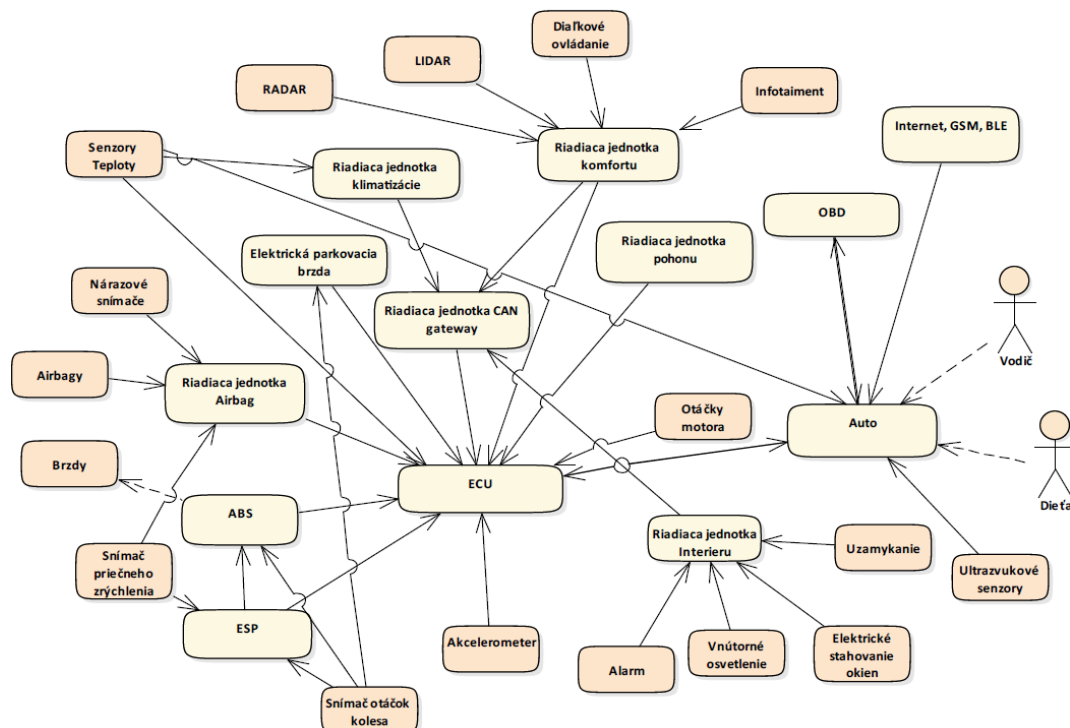 Diaľkové
ovládanie
LIDAR
RADAR
Infotaiment
Internet, GSM, BLE
Senzory
Teploty
Riadiaca jednotka
klimatizácie
Riadiaca jednotka
komfortu
OBD
Elektrická parkovacia
brzda
Riadiaca jednotka
pohonu
Nárazové
snímače
Riadiaca jednotka CAN
gateway
Vodič
Airbagy
Riadiaca jednotka
Airbag
Otáčky
motora
Auto
Brzdy
ECU
Dieťa
ABS
Riadiaca jednotka
Interieru
Uzamykanie
Snímač
priečneho
zrýchlenia
Ultrazvukové
senzory
ESP
Akcelerometer
Alarm
Vnútorné
osvetlenie
Elektrické
stahovanie
okien
Snímač otáčok
kolesa